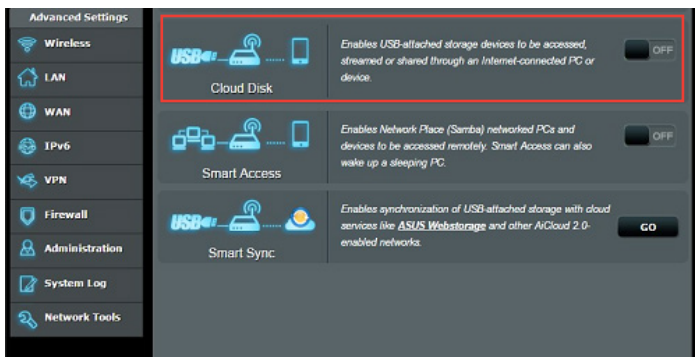 Advanced Settings
Wireless
LAN
WAN
IPv6
VPN
Firewall
Administration
System Log
Network Tools
USB
Cloud Disk
Enables USB-attached storage devices to be accessed,
streamed or shared through an Internet-connected PC or
device.
OFF
Smart Access
Enables Network Place (Samba) networked PCs and
devices to be accessed remotely. Smart Access can also
wake up a sleeping PC.
OFF
USB
Smart Sync
Enables synchronization of USB-attached storage with cloud
services like ASUS Webstorage and other AiCloud 2.0-
enabled networks.
GO